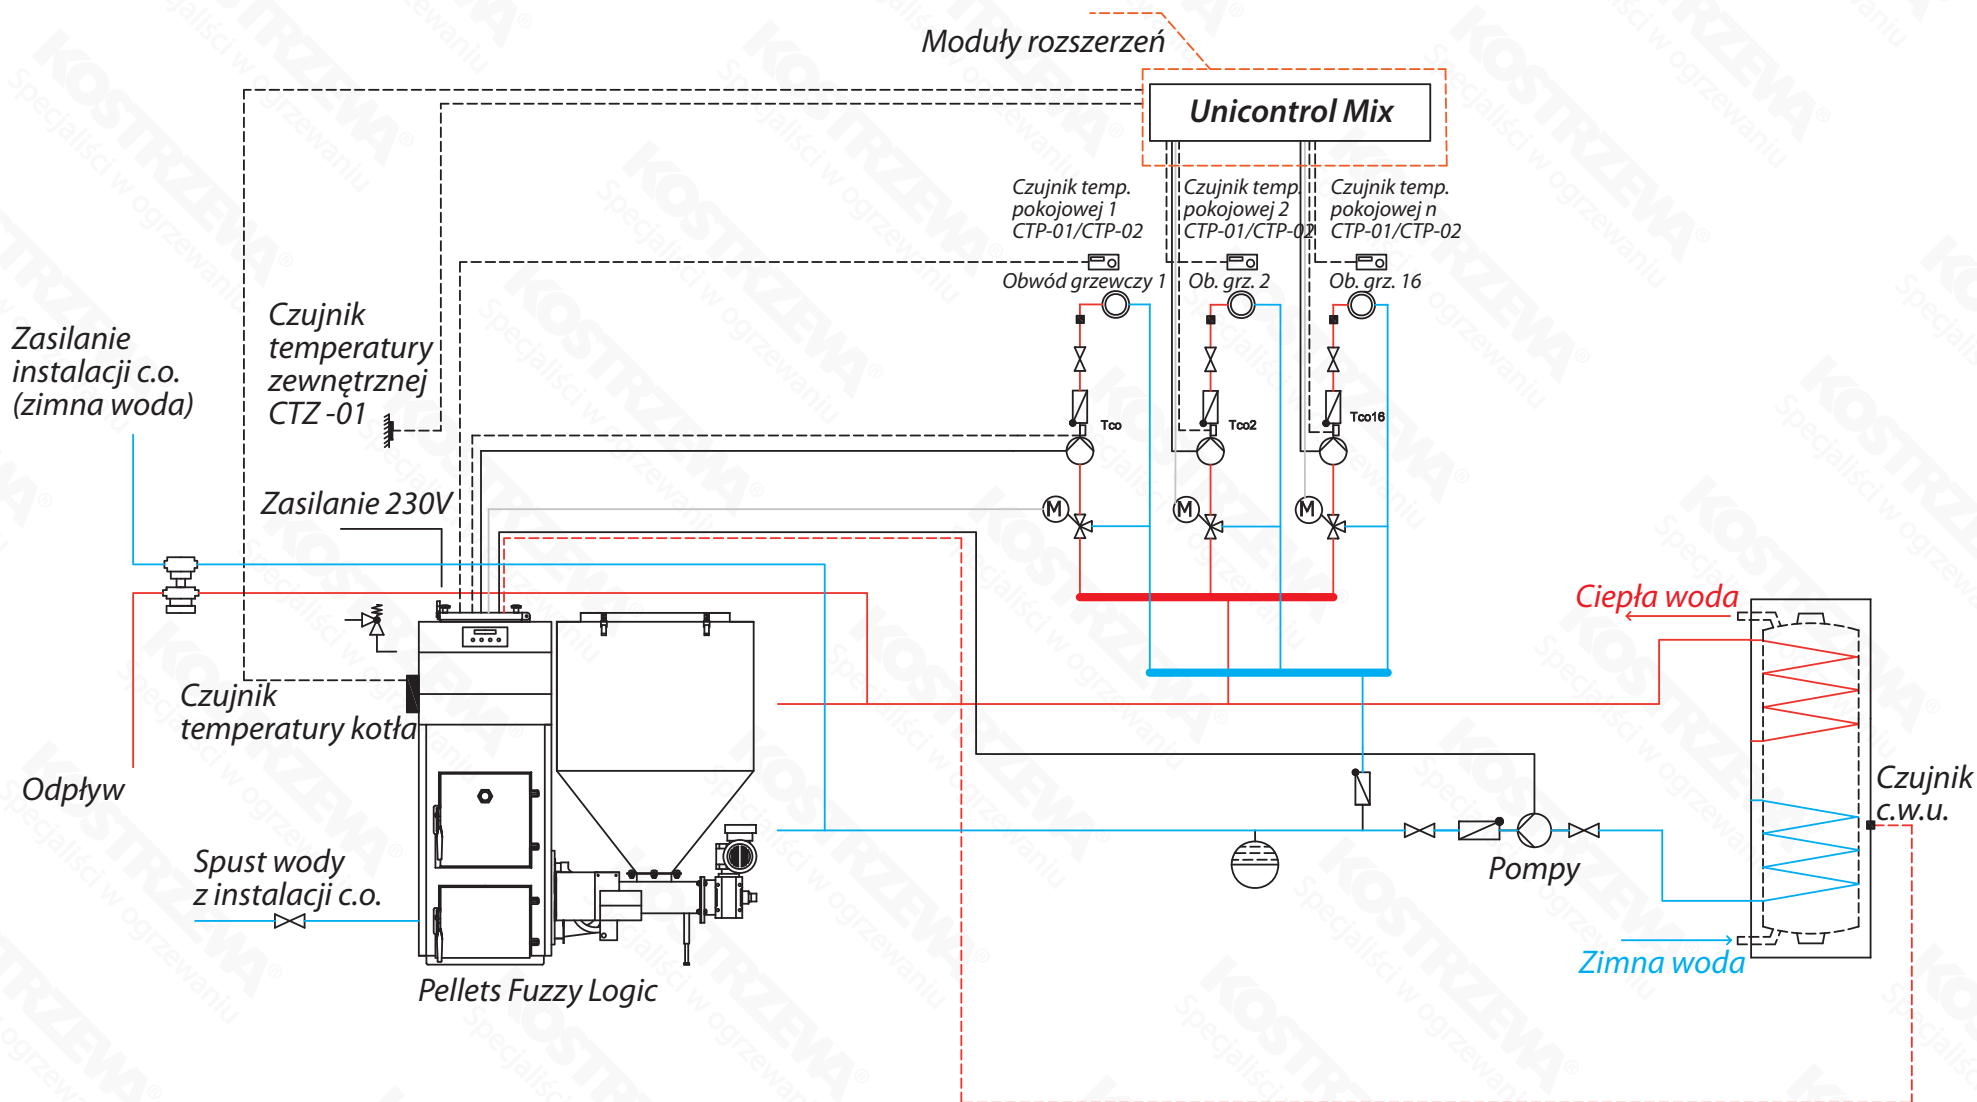 Moduły rozszerzeń
Unicontrol Mix
Czujnik temp.
pokojowej 1
CTP-01/CTP-02
Czujnik temp.
pokojowej 2
CTP-01/CTP-02
Czujnik temp.
pokojowej n
CTP-01/CTP-02
Obwód grzewczy 1
Ob. grz. 2
Ob. grz. 16
Czujnik
temperatury
zewnętrznej
CTZ -01
Zasilanie
instalacji c.o.
(zimna woda)
Tco
Tco2
Tco16
Zasilanie 230V
M
M
M
Ciepła woda
Czujnik
temperatury kotła
Odpływ
Czujnik
c.w.u.
Spust wody
z instalacji c.o.
Pompy
Zimna woda
Pellets Fuzzy Logic
KOSTRZEWA®
Specjaliści w ogrzewaniu